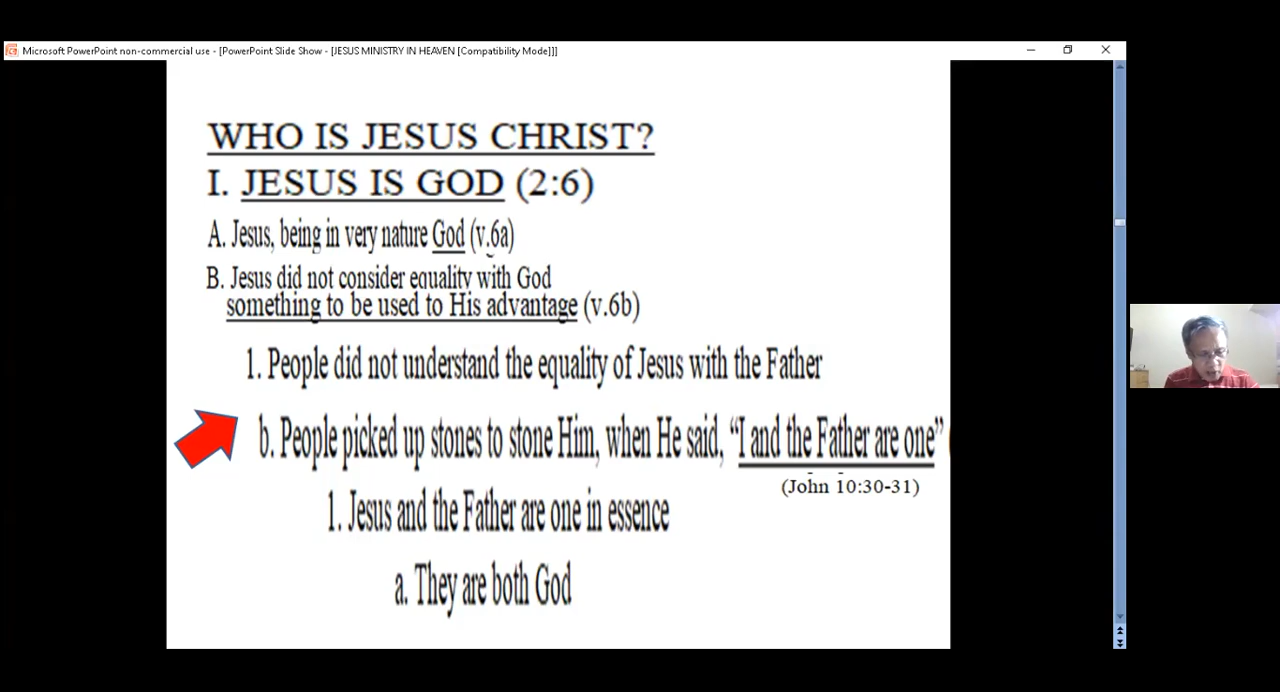 Microsoft PowerPoint non-commercial use - [PowerPoint Slide Show - [JESUS MINISTRY IN HEAVEN [Compatibility Mode]]]
WHO IS JESUS CHRIST?
I. JESUS IS GOD (2:6)
A. Jesus, being in very nature God (v.6a)
B. Jesus did not consider equality with God
something to be used to His advantage (v.6b)
1. People did not understand the equality of Jesus with the Father
b. People picked up stones to stone Him, when He said, “I and the Father are one” (
(John 10:30-31)
1. Jesus and the Father are one in essence
a. They are both God